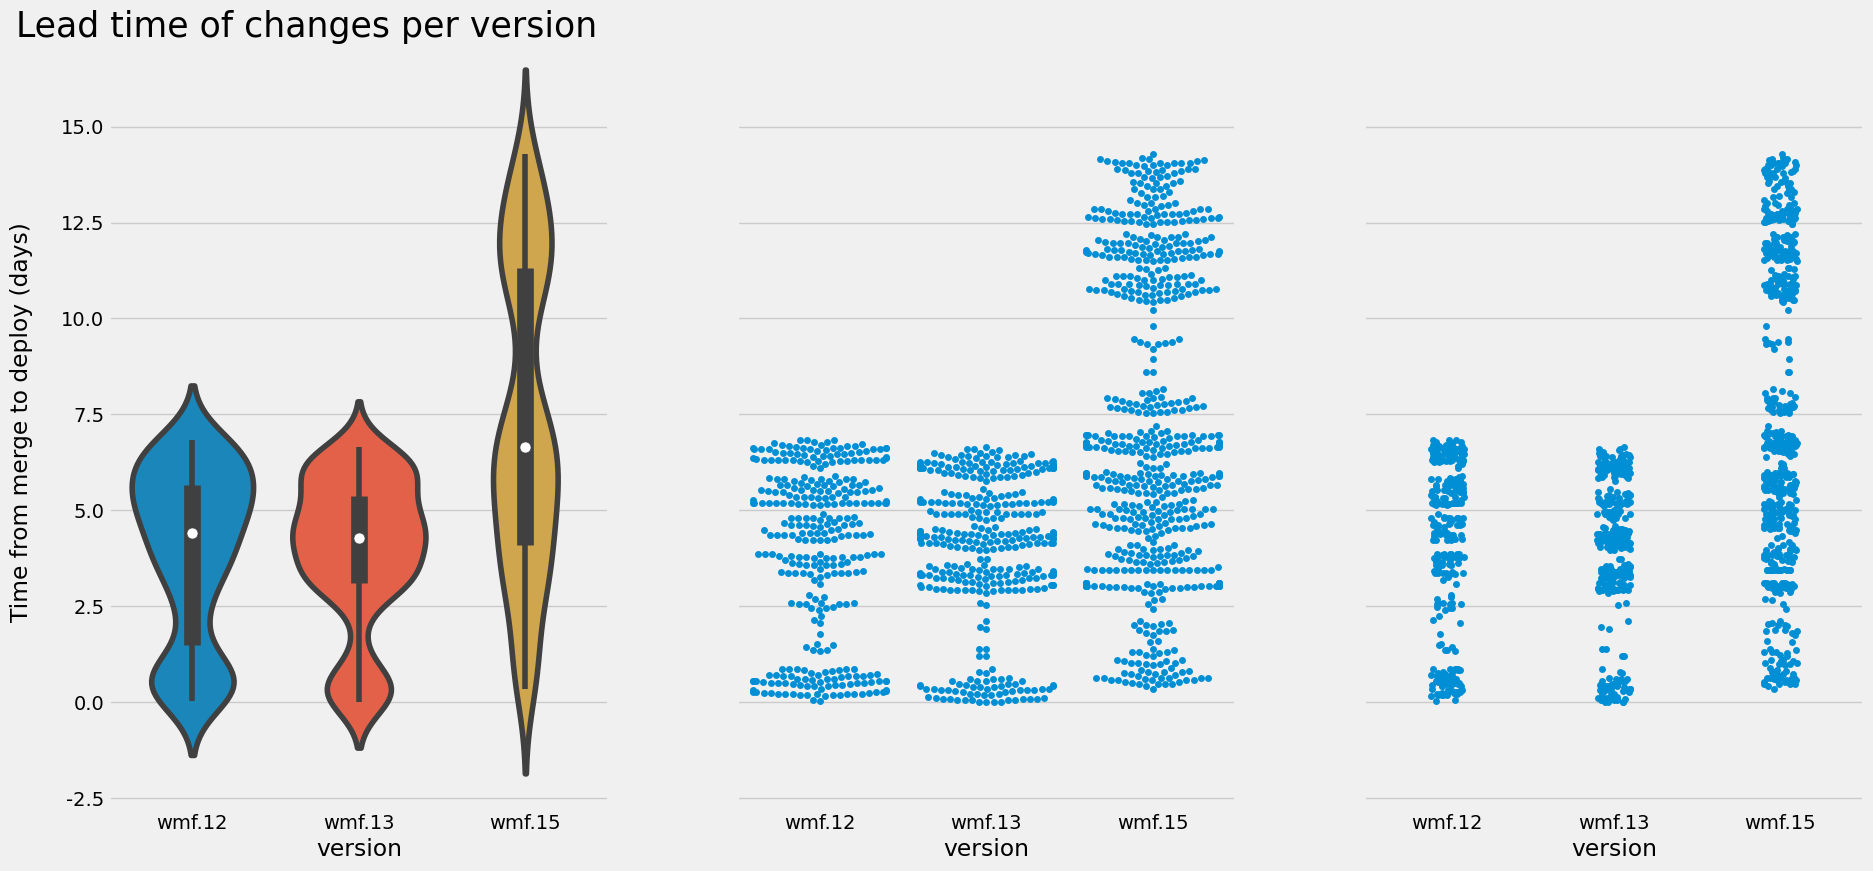 Lead time of changes per version
Time from merge to deploy (days)
15.0
12.5
10.0
7.5
5.0
2.5
0.0
-2.5
wmf.12 wmf.13 wmf.15
version
wmf.12 wmf.13 wmf.15
version
wmf.12 wmf.13 wmf.15
version